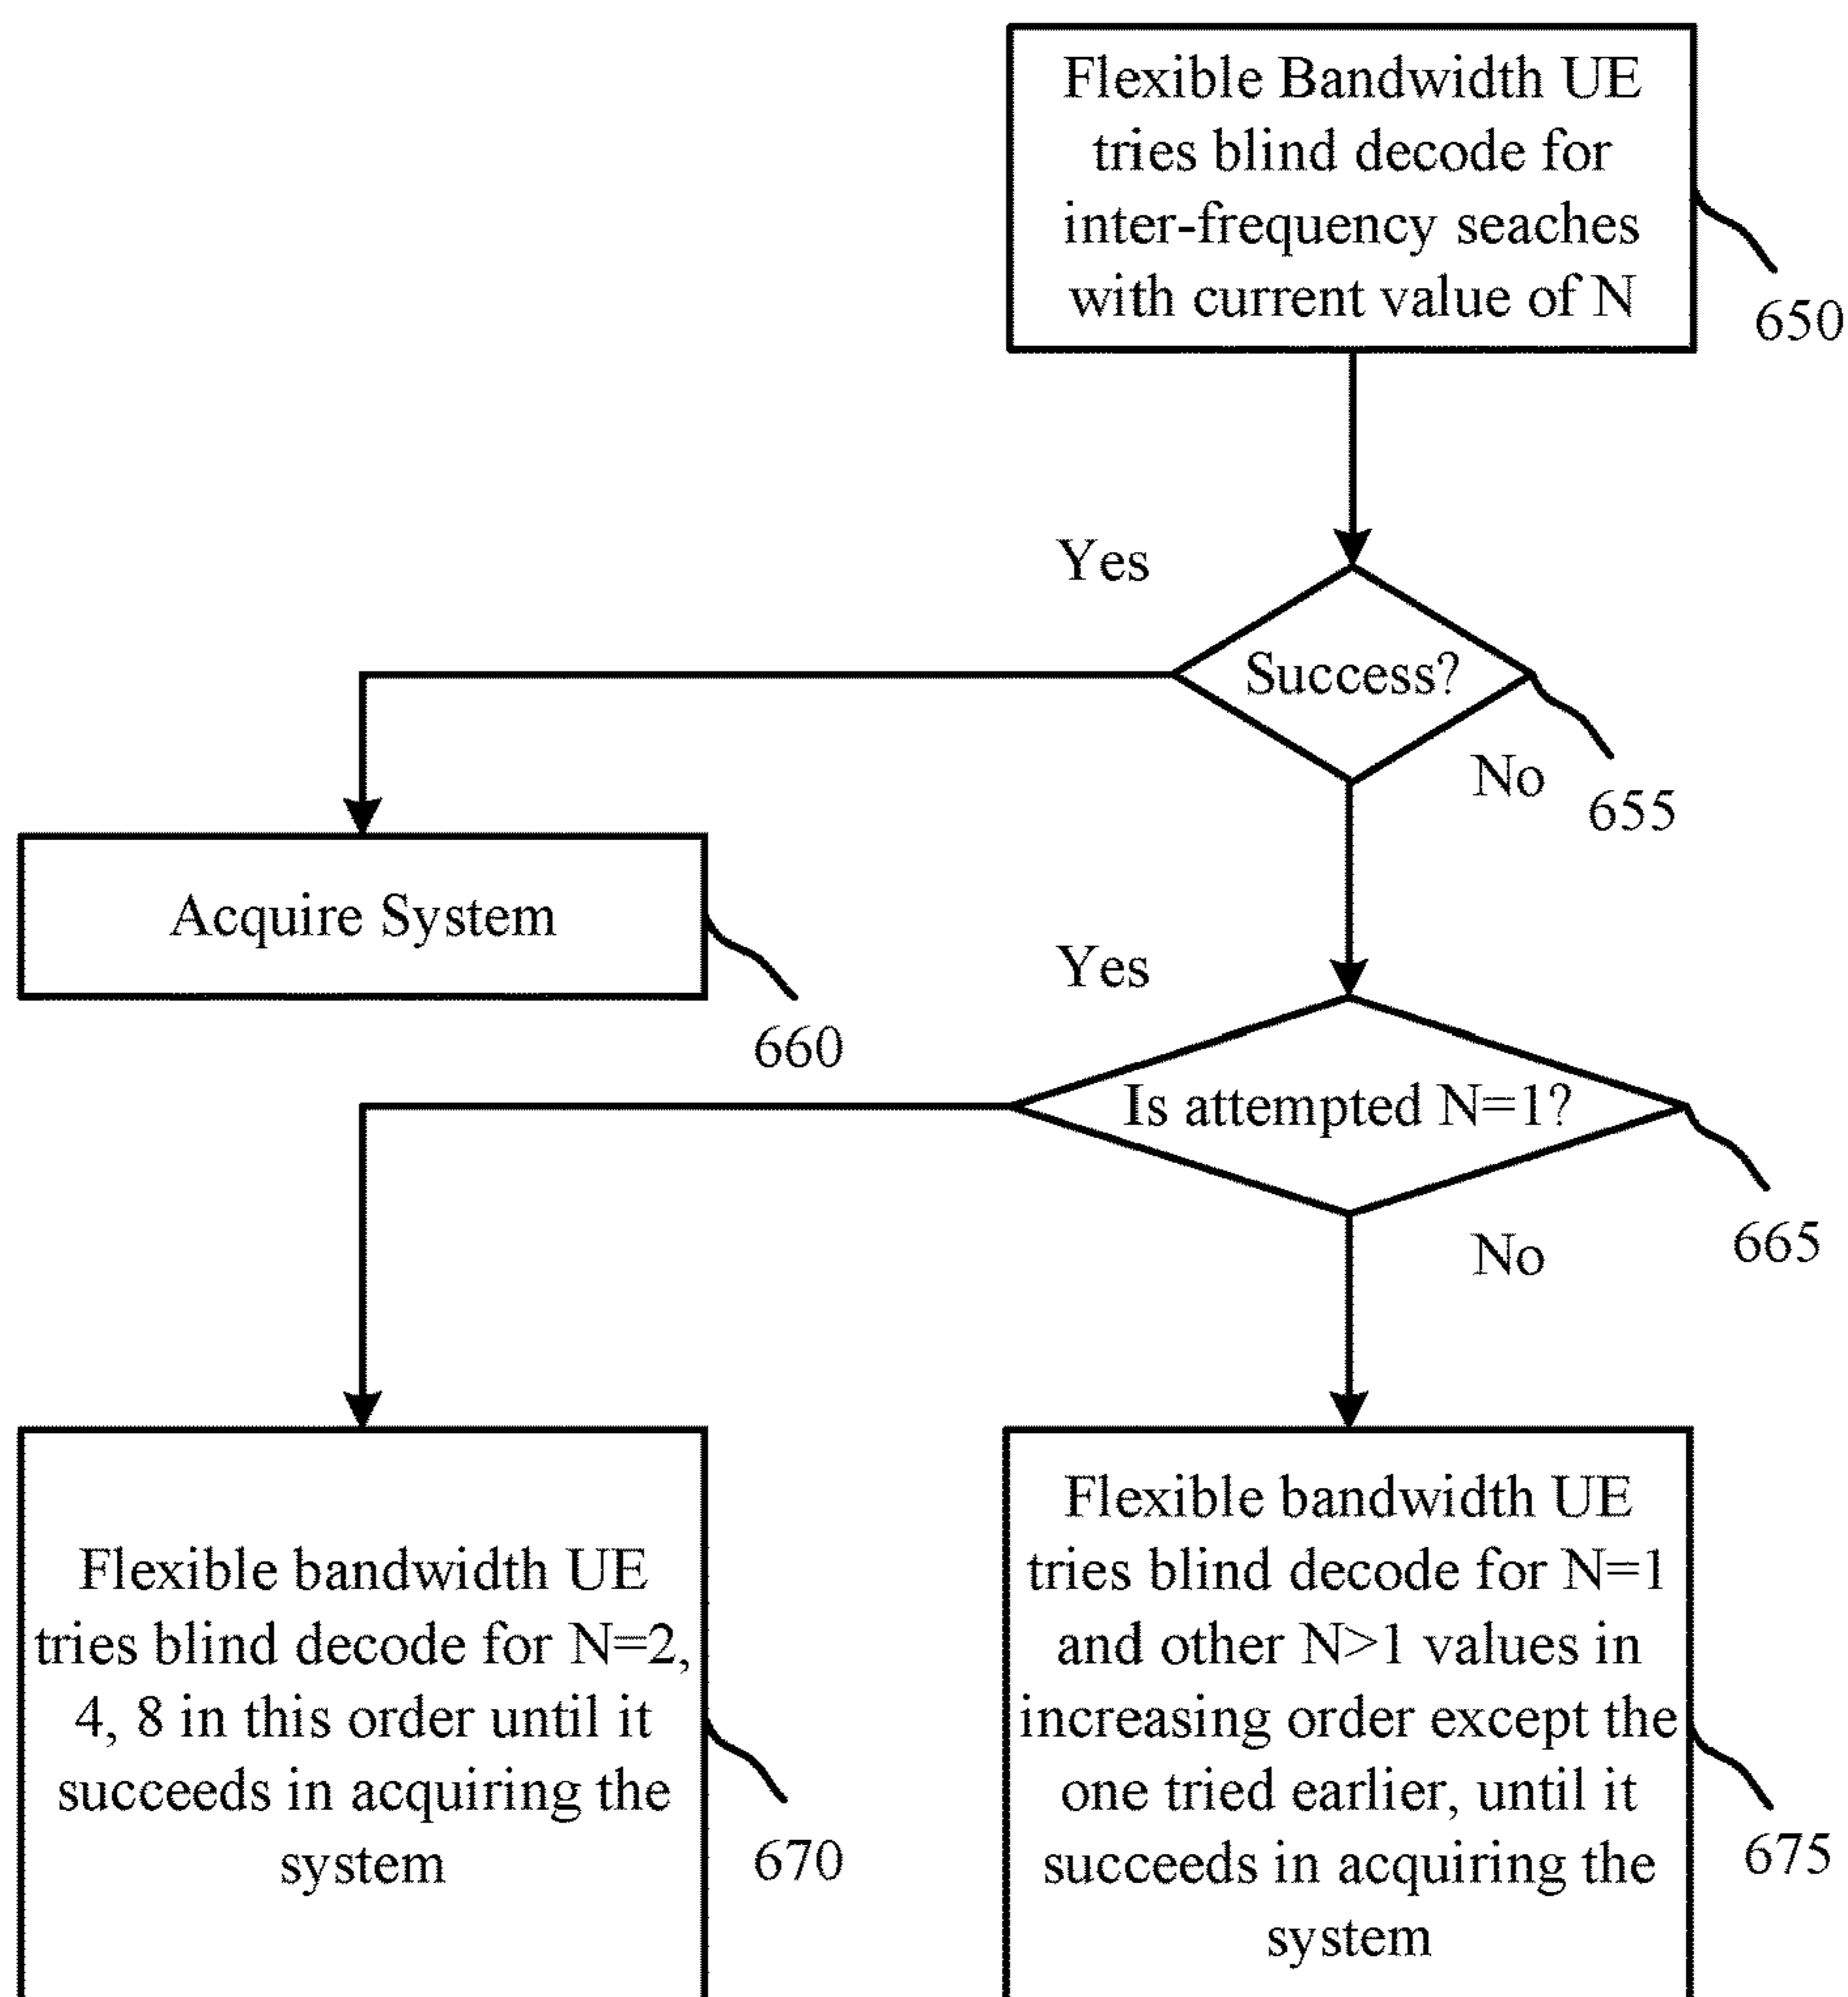 Flexible Bandwidth UE
tries blind decode for
inter-frequency seaches
with current value of N
650
Yes
Success?
No
655
Acquire System
660
Yes
Is attempted N=1?
665
No
Flexible bandwidth UE
tries blind decode for N=2,
4, 8 in this order until it
succeeds in acquiring the
system
670
Flexible bandwidth UE
tries blind decode for N=1
and other N>1 values in
increasing order except the
one tried earlier, until it
succeeds in acquiring the
system
675